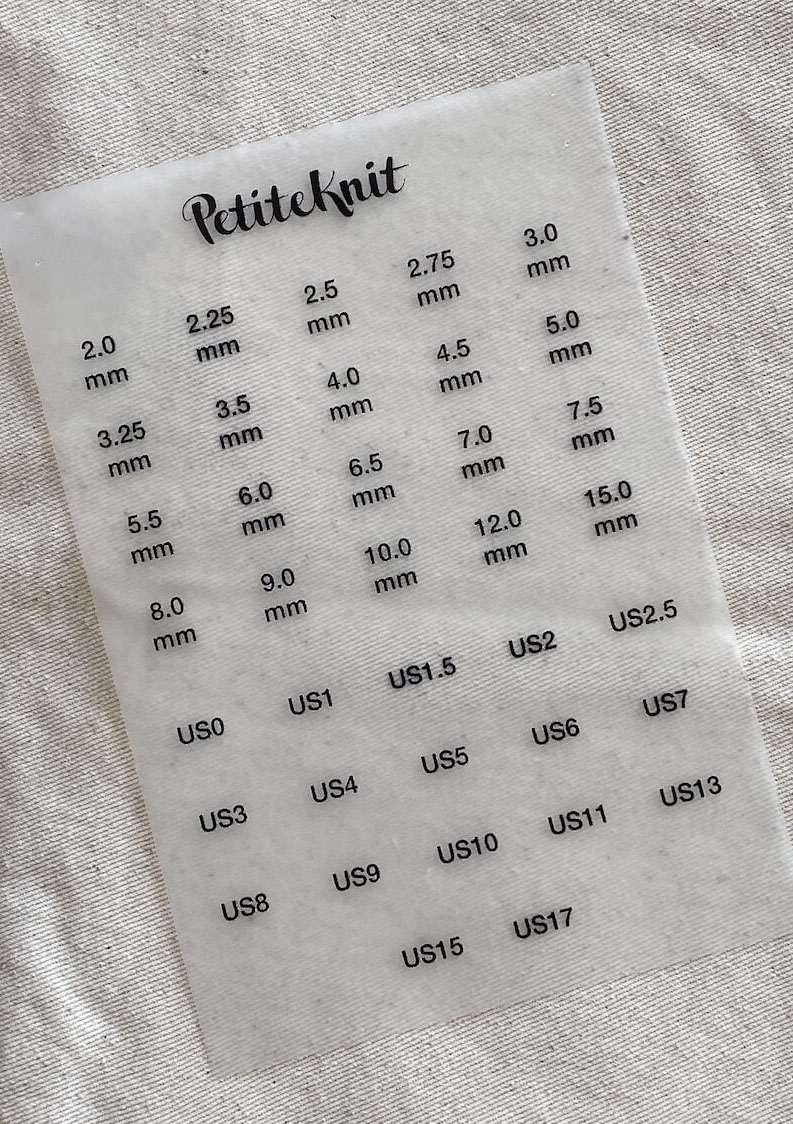 PetiteKnit
2.0 mm
2.25 mm
2.5 mm
2.75 mm
3.0 mm
3.25 mm
3.5 mm
4.0 mm
4.5 mm
5.0 mm
5.5 mm
6.0 mm
6.5 mm
7.0 mm
7.5 mm
8.0 mm
9.0 mm
10.0 mm
12.0 mm
15.0 mm
US0 US1 US1.5 US2 US2.5
US3 US4 US5 US6 US7
US8 US9 US10 US11 US13
US15 US17